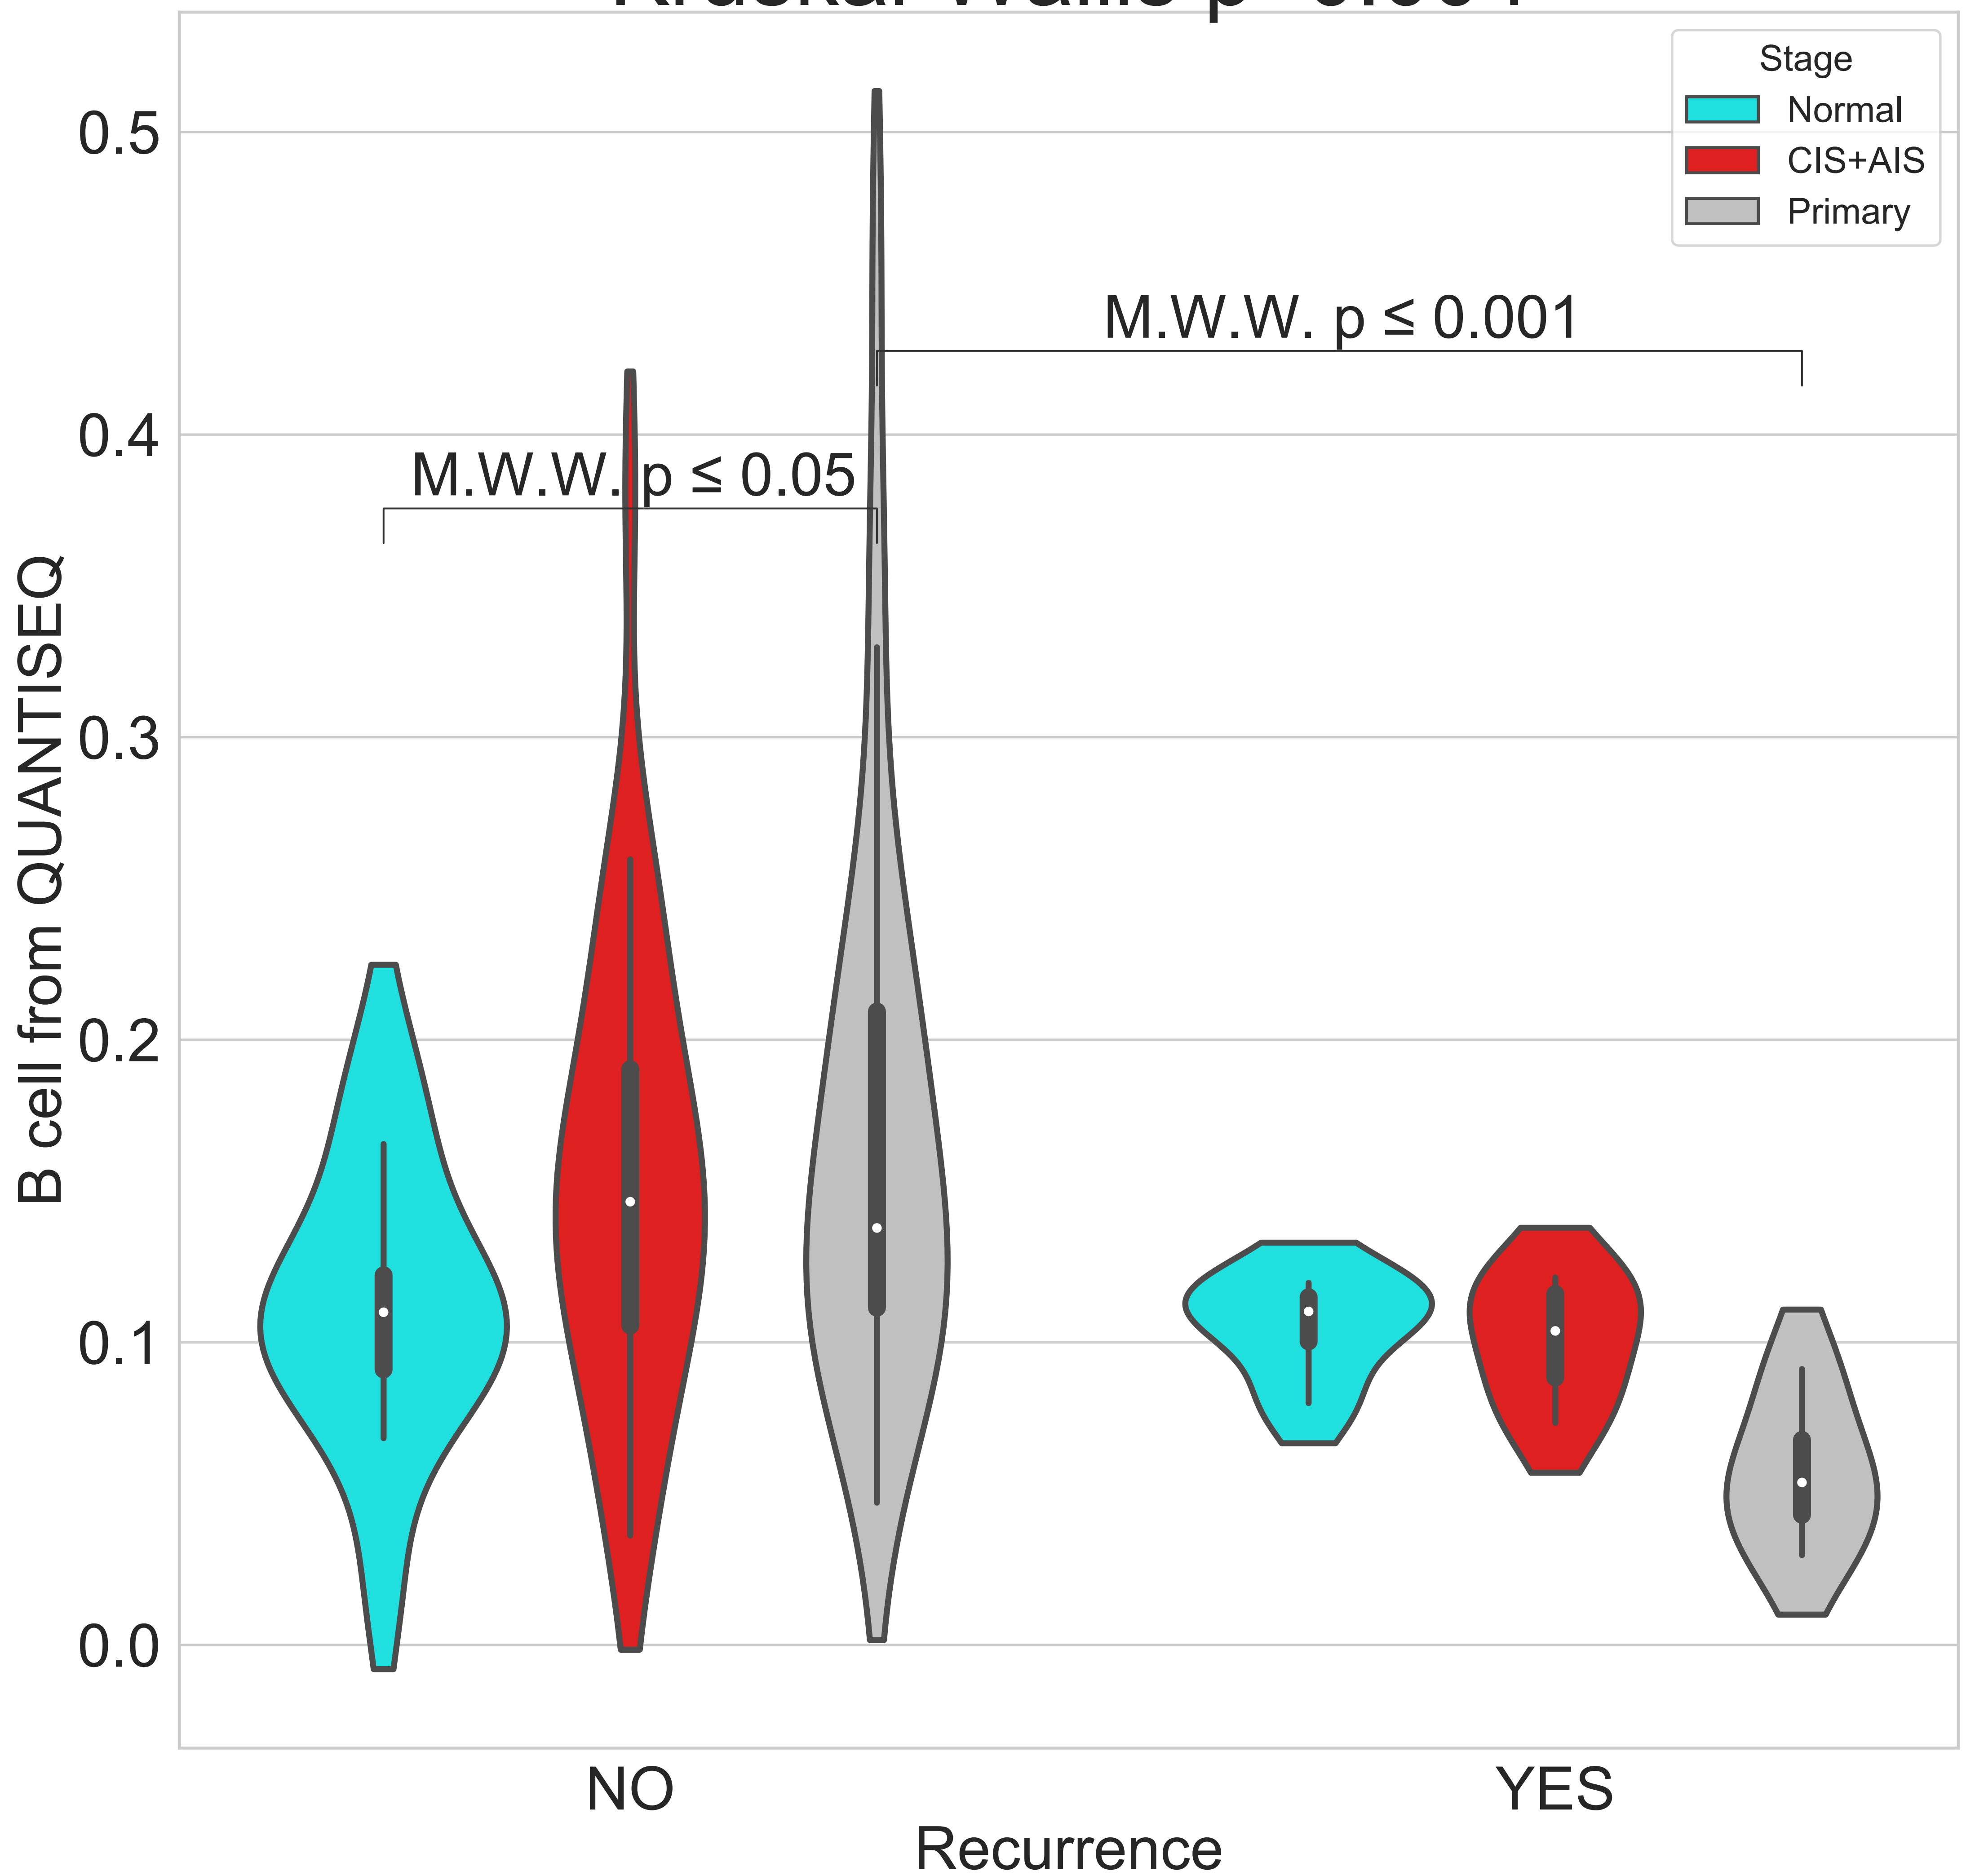 Stage
Normal
CIS+AIS
Primary
M.W.W. p ≤ 0.001
M.W.W. p ≤ 0.05
B cell from QUANTISEQ
0.5
0.4
0.3
0.2
0.1
0.0
NO
YES
Recurrence